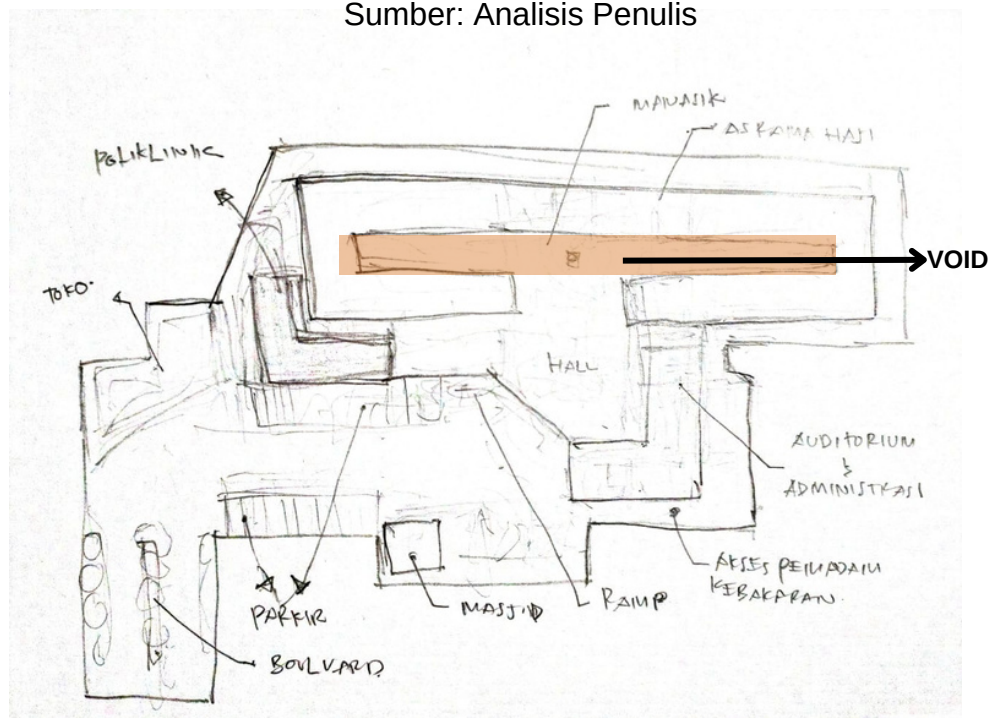 Sumber: Analisis Penulis
MANASIK
ASRAMA HAJI
POLIKLINIK
VOID
TOKO.
HALL
AUDITORIUM
&
ADMINISTRASI
AKSES PEMADAM
KEBAKARAN.
RAMP
MASJID
PARKIR
BOULVARD